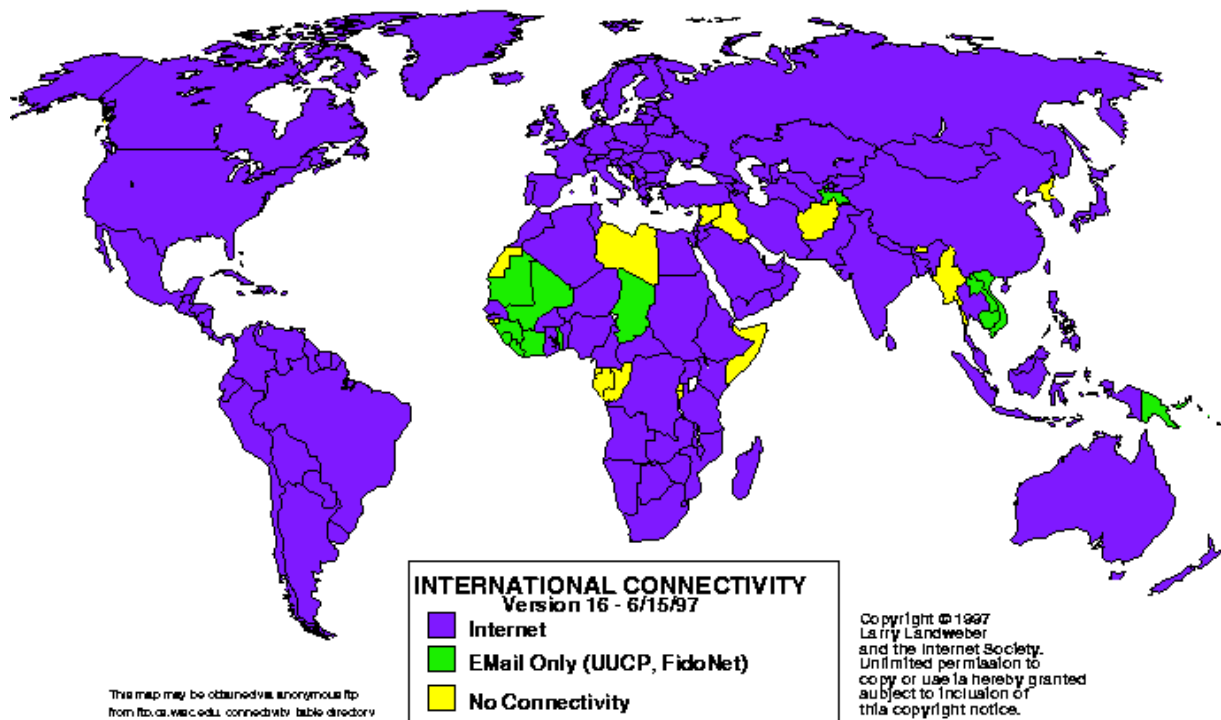 INTERNATIONAL CONNECTIVITY
Version 16 - 6/15/97
Internet
EMail Only (UUCP, FidoNet)
No Connectivity
This map may be obtained via anonymous ftp
from ftp.cs.wisc.edu, connectivity_table directory
Copyright © 1997
Larry Landweber
and the Internet Society.
Unlimited permission to
copy or use is hereby granted
subject to inclusion of
this copyright notice.